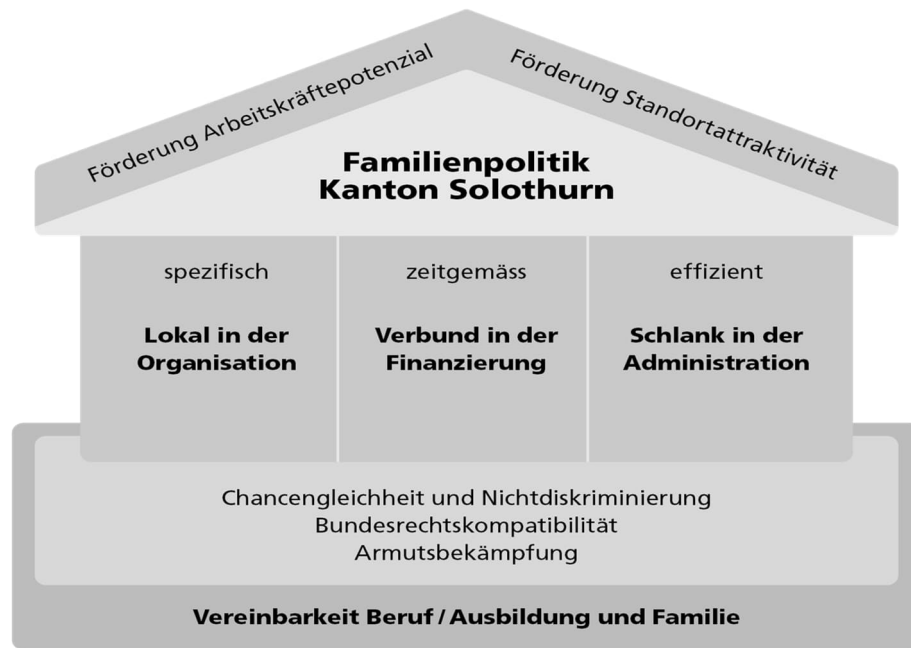 Förderung Arbeitskräftepotenzial
Förderung Standortattraktivität
Familienpolitik
Kanton Solothurn
spezifisch
Lokal in der
Organisation
zeitgemäss
Verbund in der
Finanzierung
effizient
Schlank in der
Administration
Chancengleichheit und Nichtdiskriminierung
Bundesrechtskompatibilität
Armutsbekämpfung
Vereinbarkeit Beruf / Ausbildung und Familie